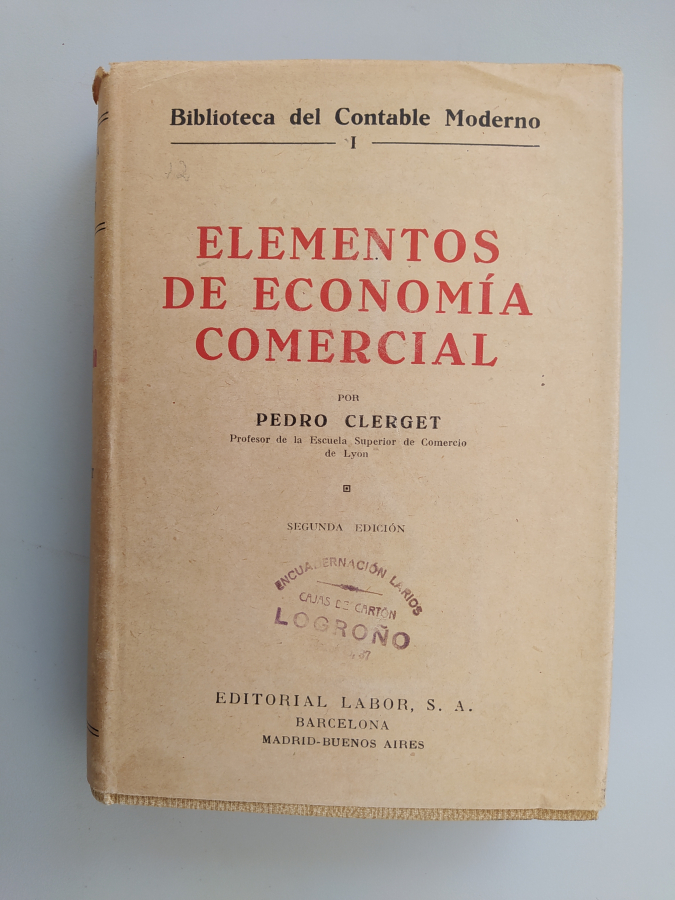 Biblioteca del Contable Moderno
I
ELEMENTOS
DE ECONOMÍA
COMERCIAL
POR
PEDRO CLERGET
Profesor de la Escuela Superior de Comercio
de Lyon
SEGUNDA EDICIÓN
ENCUADERNACIÓN LARIOS
CAJAS DE CARTÓN
LOGROÑO
EDITORIAL LABOR, S. A.
BARCELONA
MADRID-BUENOS AIRES